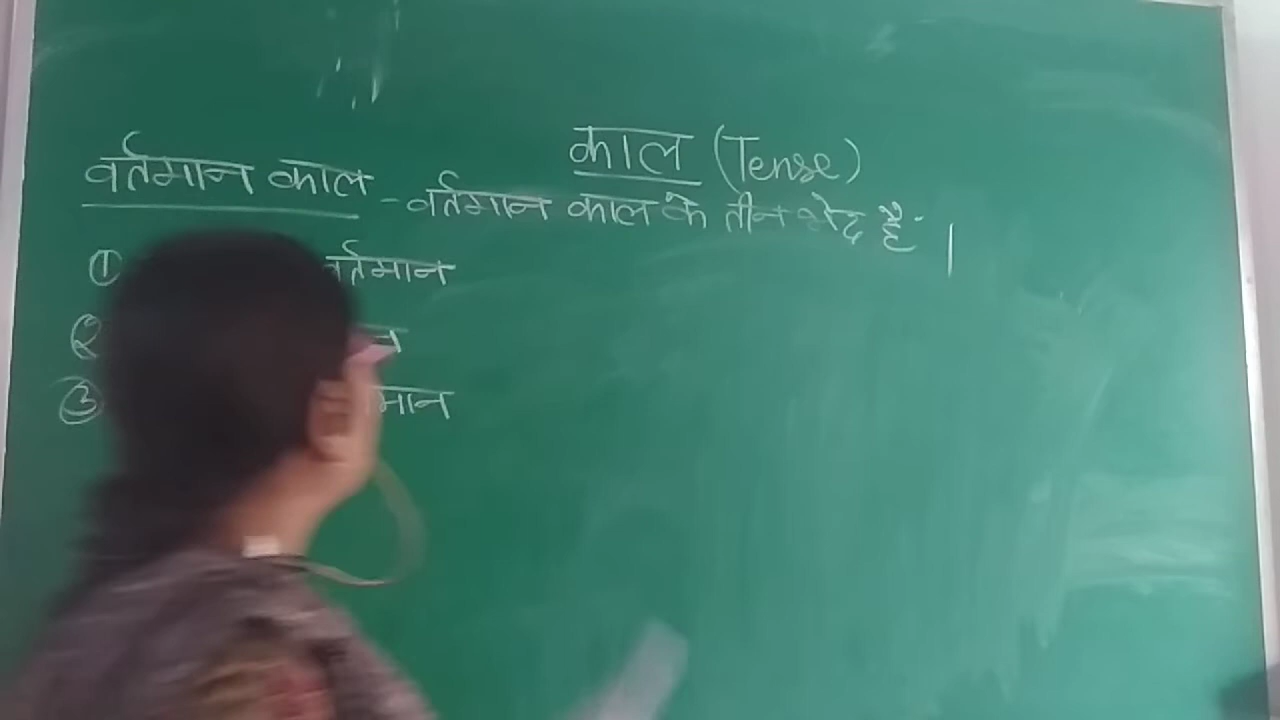 काल (Tense)
वर्तमान काल - वर्तमान काल के तीन भेद हैं |
① वर्तमान
②
③